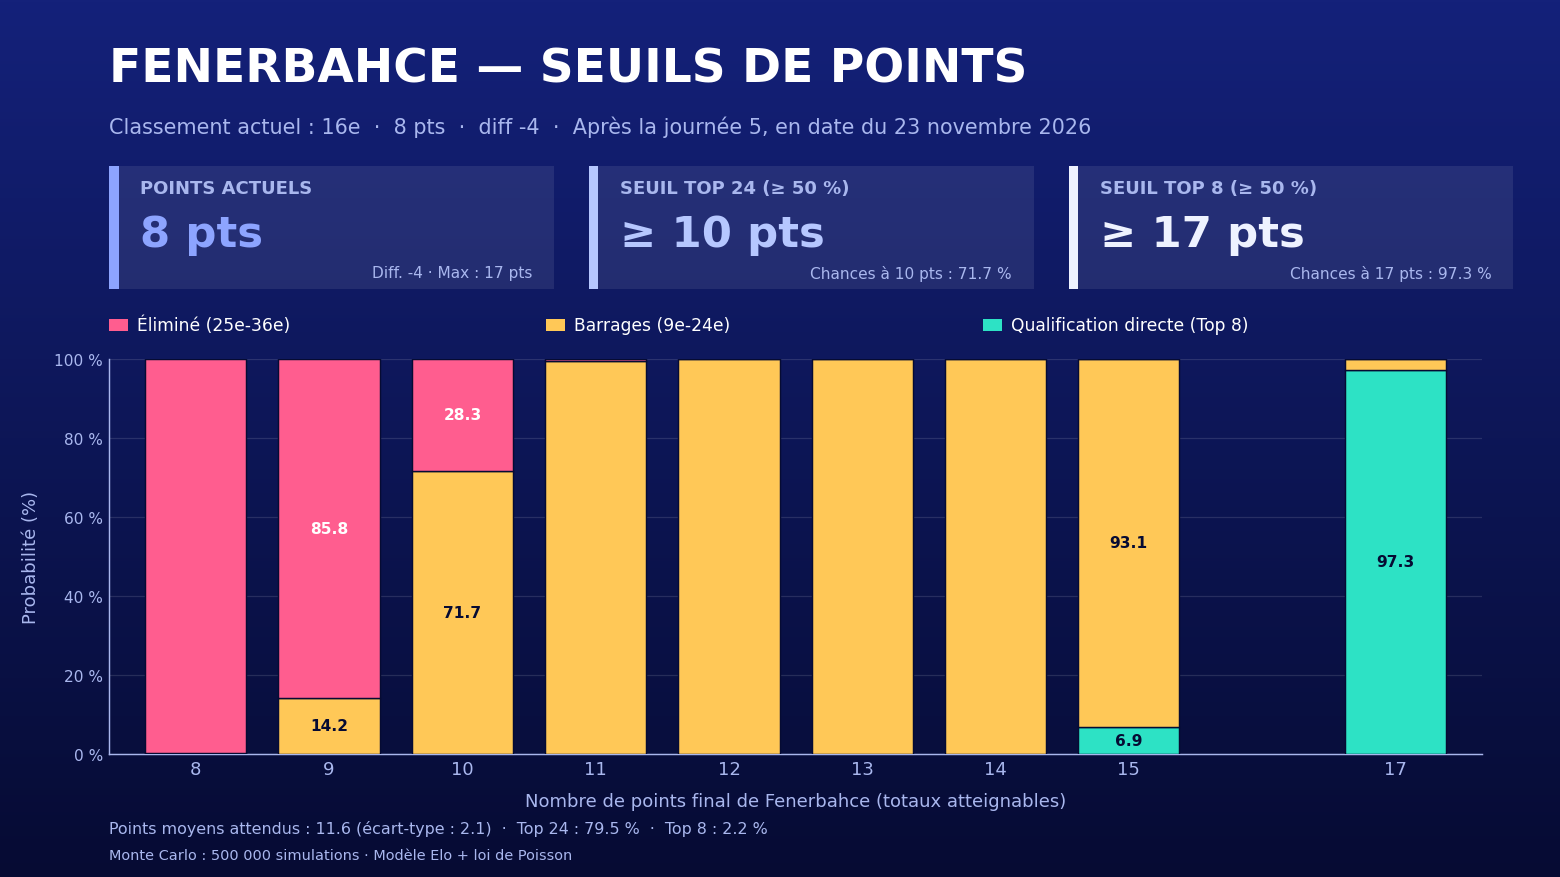 FENERBAHCE — SEUILS DE POINTS
Classement actuel : 16e · 8 pts · diff -4 · Après la journée 5, en date du 23 novembre 2026
POINTS ACTUELS
8 pts
Diff. -4 · Max : 17 pts
SEUIL TOP 24 (≥ 50 %)
≥ 10 pts
Chances à 10 pts : 71.7 %
SEUIL TOP 8 (≥ 50 %)
≥ 17 pts
Chances à 17 pts : 97.3 %
Éliminé (25e-36e)
Barrages (9e-24e)
Qualification directe (Top 8)
Probabilité (%)
100 %
80 %
60 %
40 %
20 %
0 %
85.8
14.2
28.3
71.7
93.1
6.9
97.3
8 9 10 11 12 13 14 15 17
Nombre de points final de Fenerbahce (totaux atteignables)
Points moyens attendus : 11.6 (écart-type : 2.1) · Top 24 : 79.5 % · Top 8 : 2.2 %
Monte Carlo : 500 000 simulations · Modèle Elo + loi de Poisson